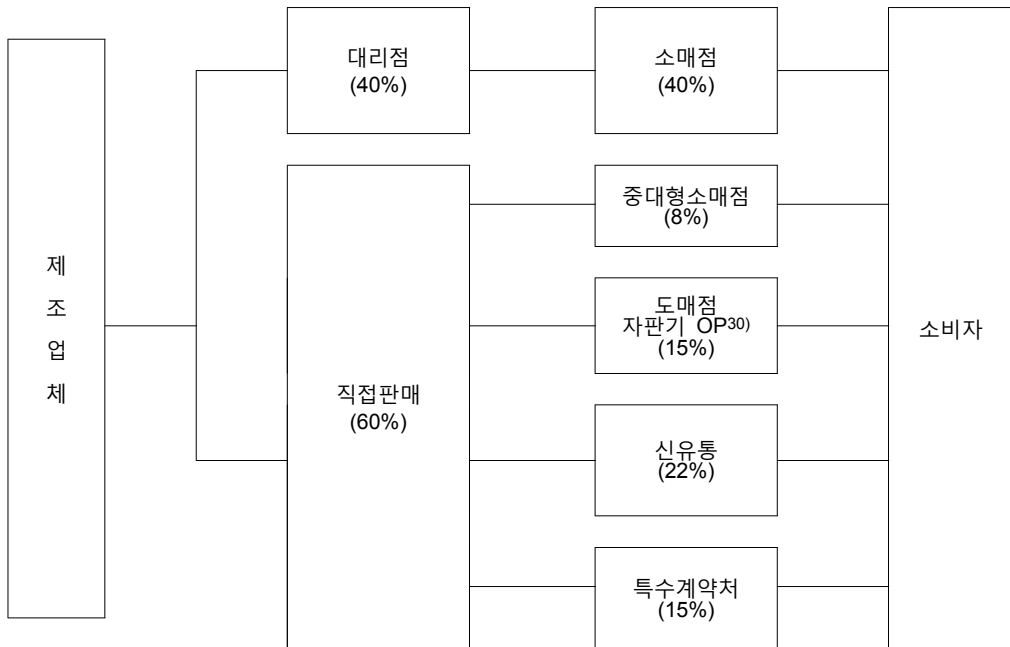 제
조
업
체
대리점
(40%)
소매점
(40%)
직접판매
(60%)
중대형소매점
(8%)
도매점
자판기 OP30)
(15%)
신유통
(22%)
특수계약처
(15%)
소비자